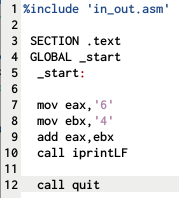 1 %include 'in_out.asm'
2
3 SECTION .text
4 GLOBAL _start
5 _start:
6
7 mov eax,'6'
8 mov ebx,'4'
9 add eax,ebx
10 call iprintLF
11
12 call quit